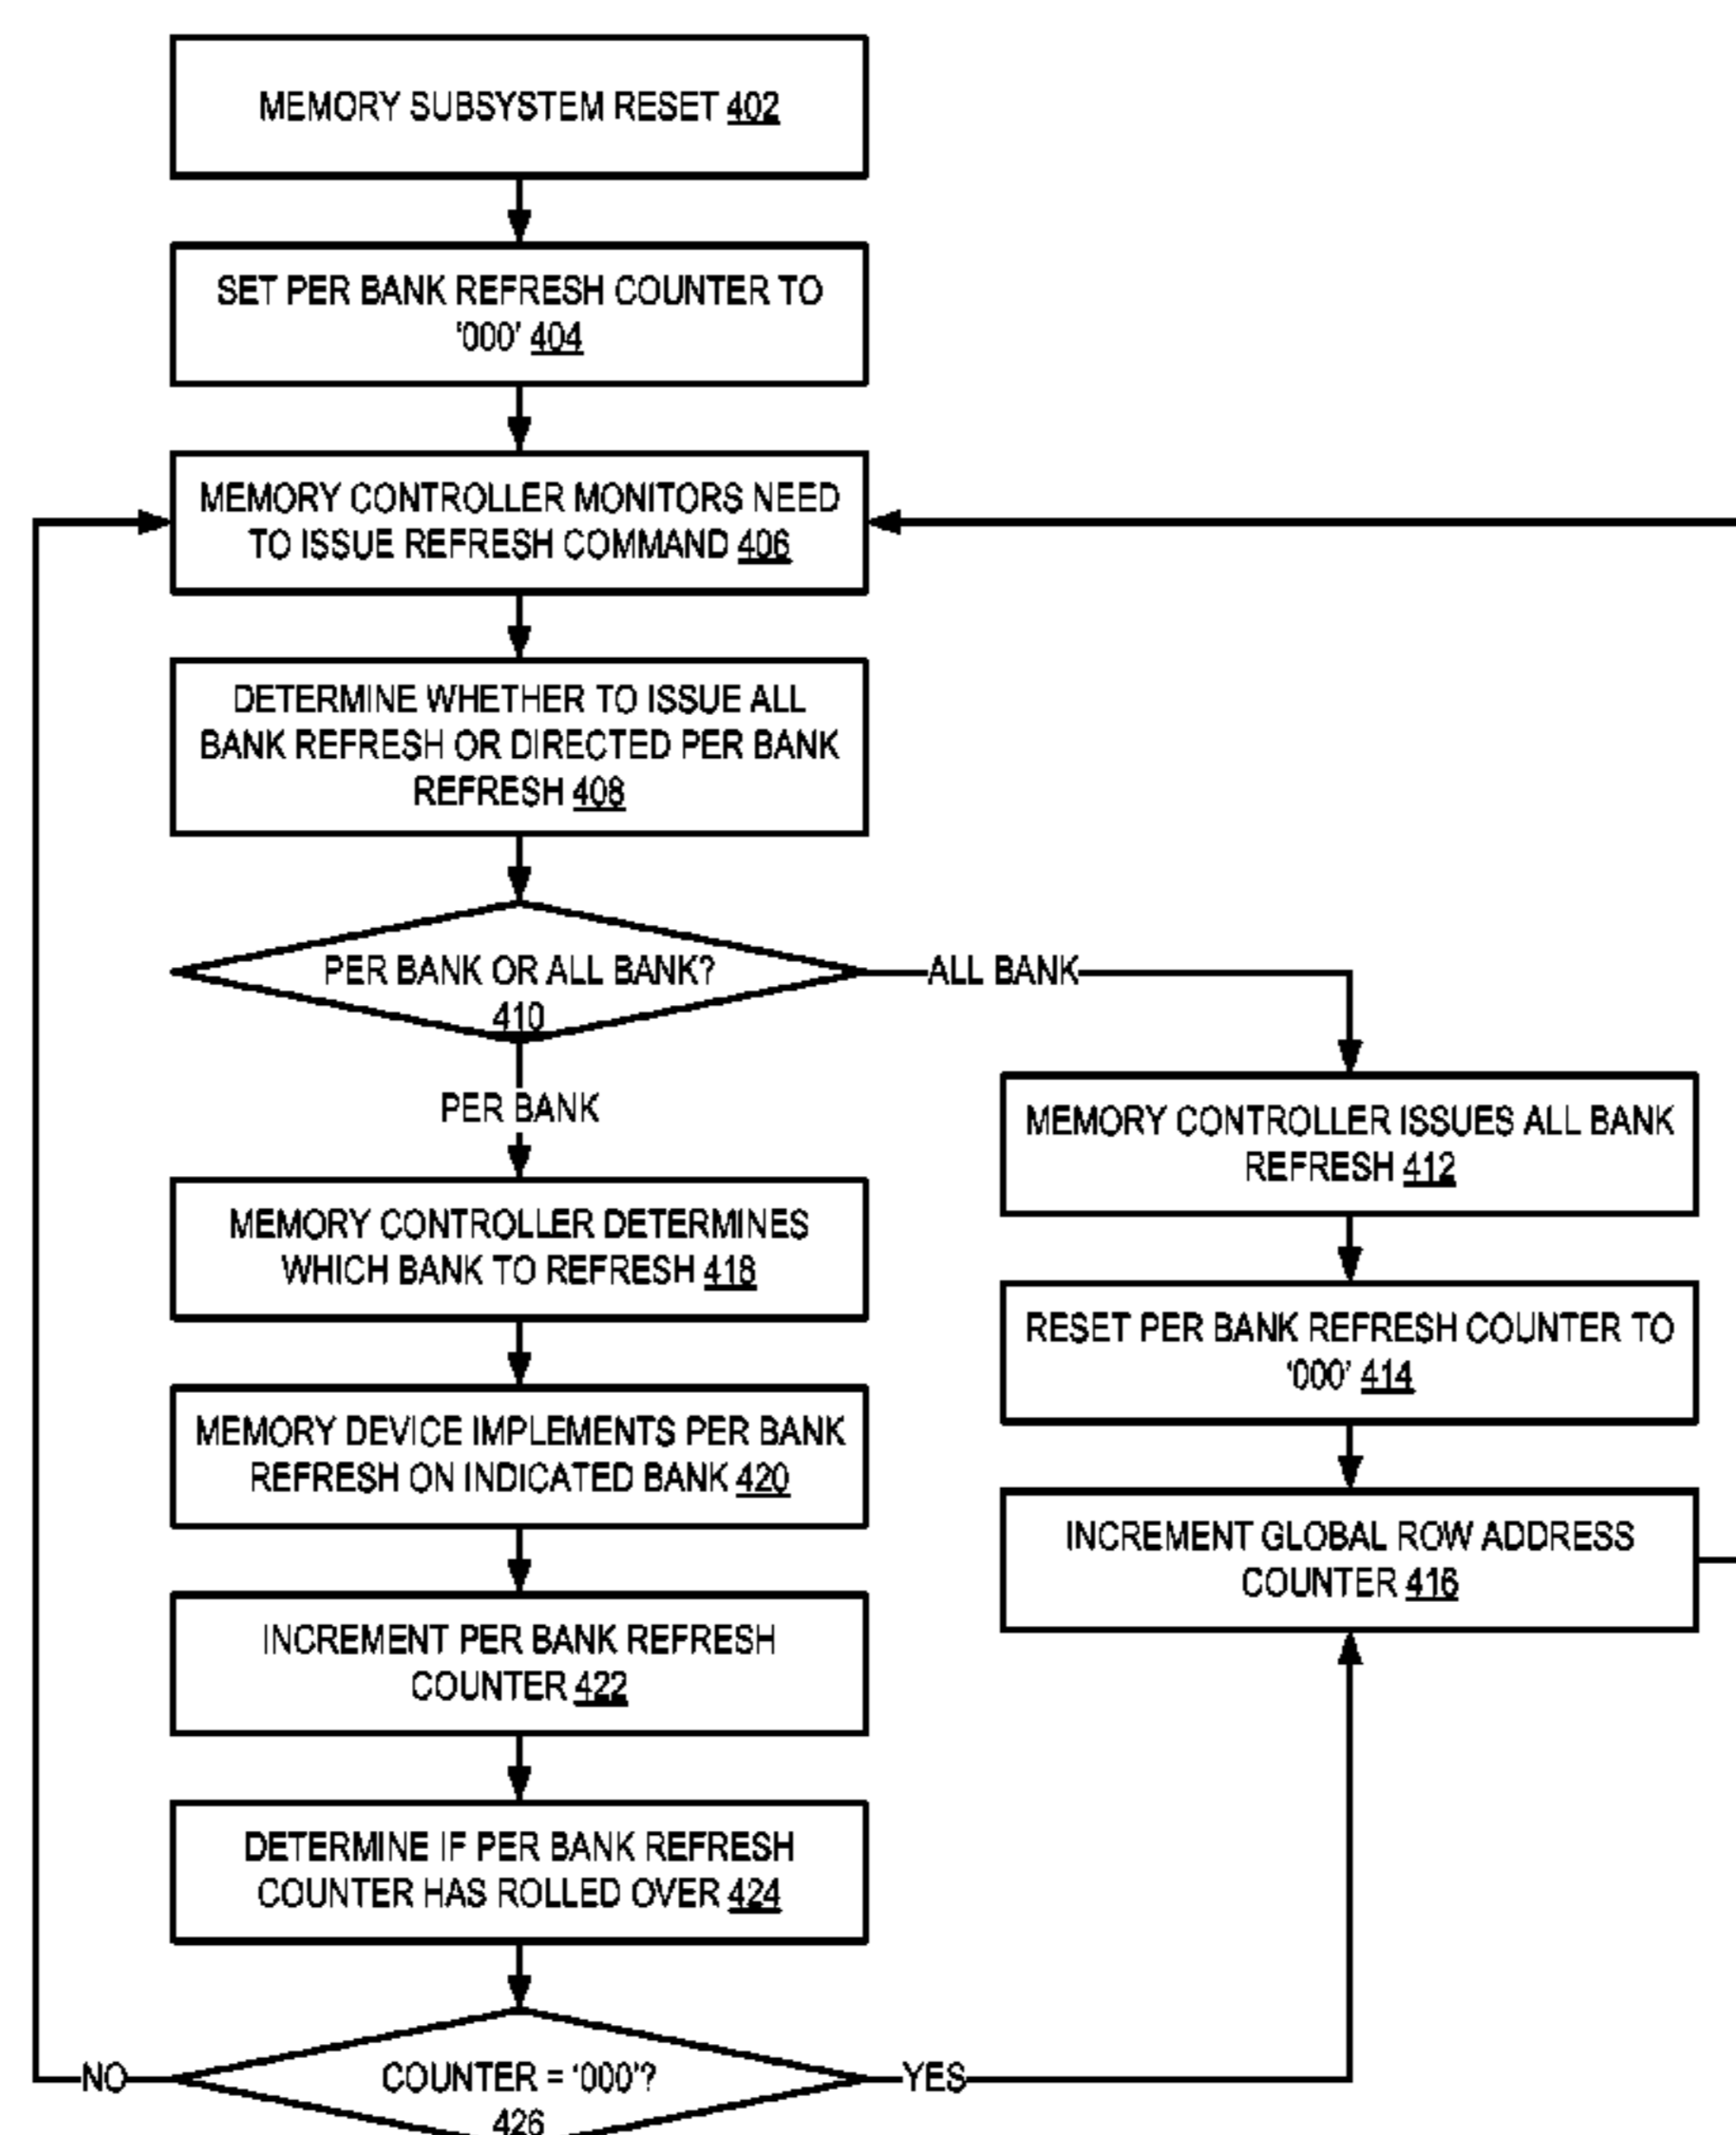 MEMORY SUBSYSTEM RESET 402
SET PER BANK REFRESH COUNTER TO
‘000’ 404
MEMORY CONTROLLER MONITORS NEED
TO ISSUE REFRESH COMMAND 406
DETERMINE WHETHER TO ISSUE ALL
BANK REFRESH OR DIRECTED PER BANK
REFRESH 408
PER BANK OR ALL BANK?
410
ALL BANK
PER BANK
MEMORY CONTROLLER ISSUES ALL BANK
REFRESH 412
RESET PER BANK REFRESH COUNTER TO
‘000’ 414
INCREMENT GLOBAL ROW ADDRESS
COUNTER 416
MEMORY CONTROLLER DETERMINES
WHICH BANK TO REFRESH 418
MEMORY DEVICE IMPLEMENTS PER BANK
REFRESH ON INDICATED BANK 420
INCREMENT PER BANK REFRESH
COUNTER 422
DETERMINE IF PER BANK REFRESH
COUNTER HAS ROLLED OVER 424
NO
COUNTER = ‘000’?
426
YES